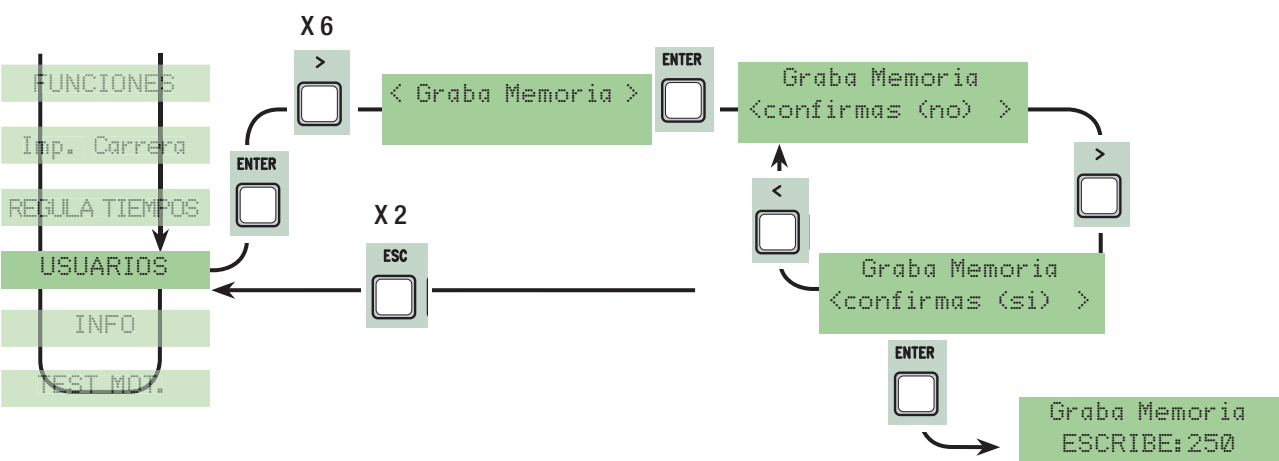 X 6
>
ENTER
FUNCIONES
Imp. Carrera
REGULA TIEMPOS
USUARIOS
INFO
TEST MOT.
ENTER
< Graba Memoria >
Graba Memoria
<confirmas (no) >
>
<
X 2
ESC
Graba Memoria
<confirmas (si) >
ENTER
Graba Memoria
ESCRIBE:250